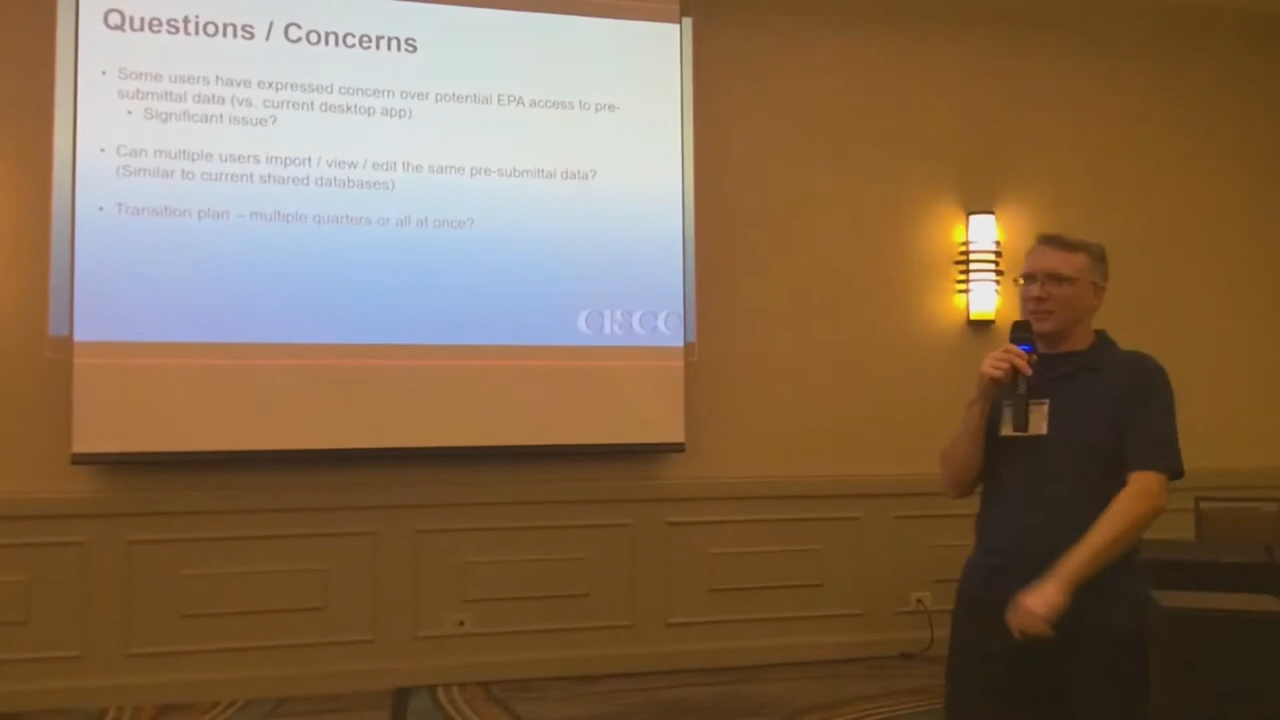 Questions / Concerns
• Some users have expressed concern over potential EPA access to pre-
submittal data (vs. current desktop app)
• Significant issue?
• Can multiple users import / view / edit the same pre-submittal data?
(Similar to current shared databases)
• Transition plan – multiple quarters or all at once?